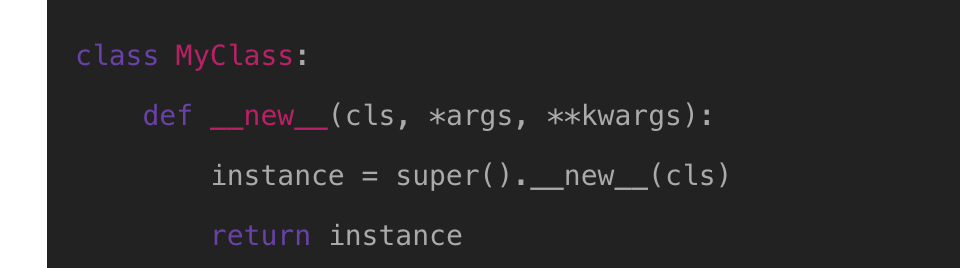 class MyClass:
def __new__(cls, *args, **kwargs):
instance = super().__new__(cls)
return instance